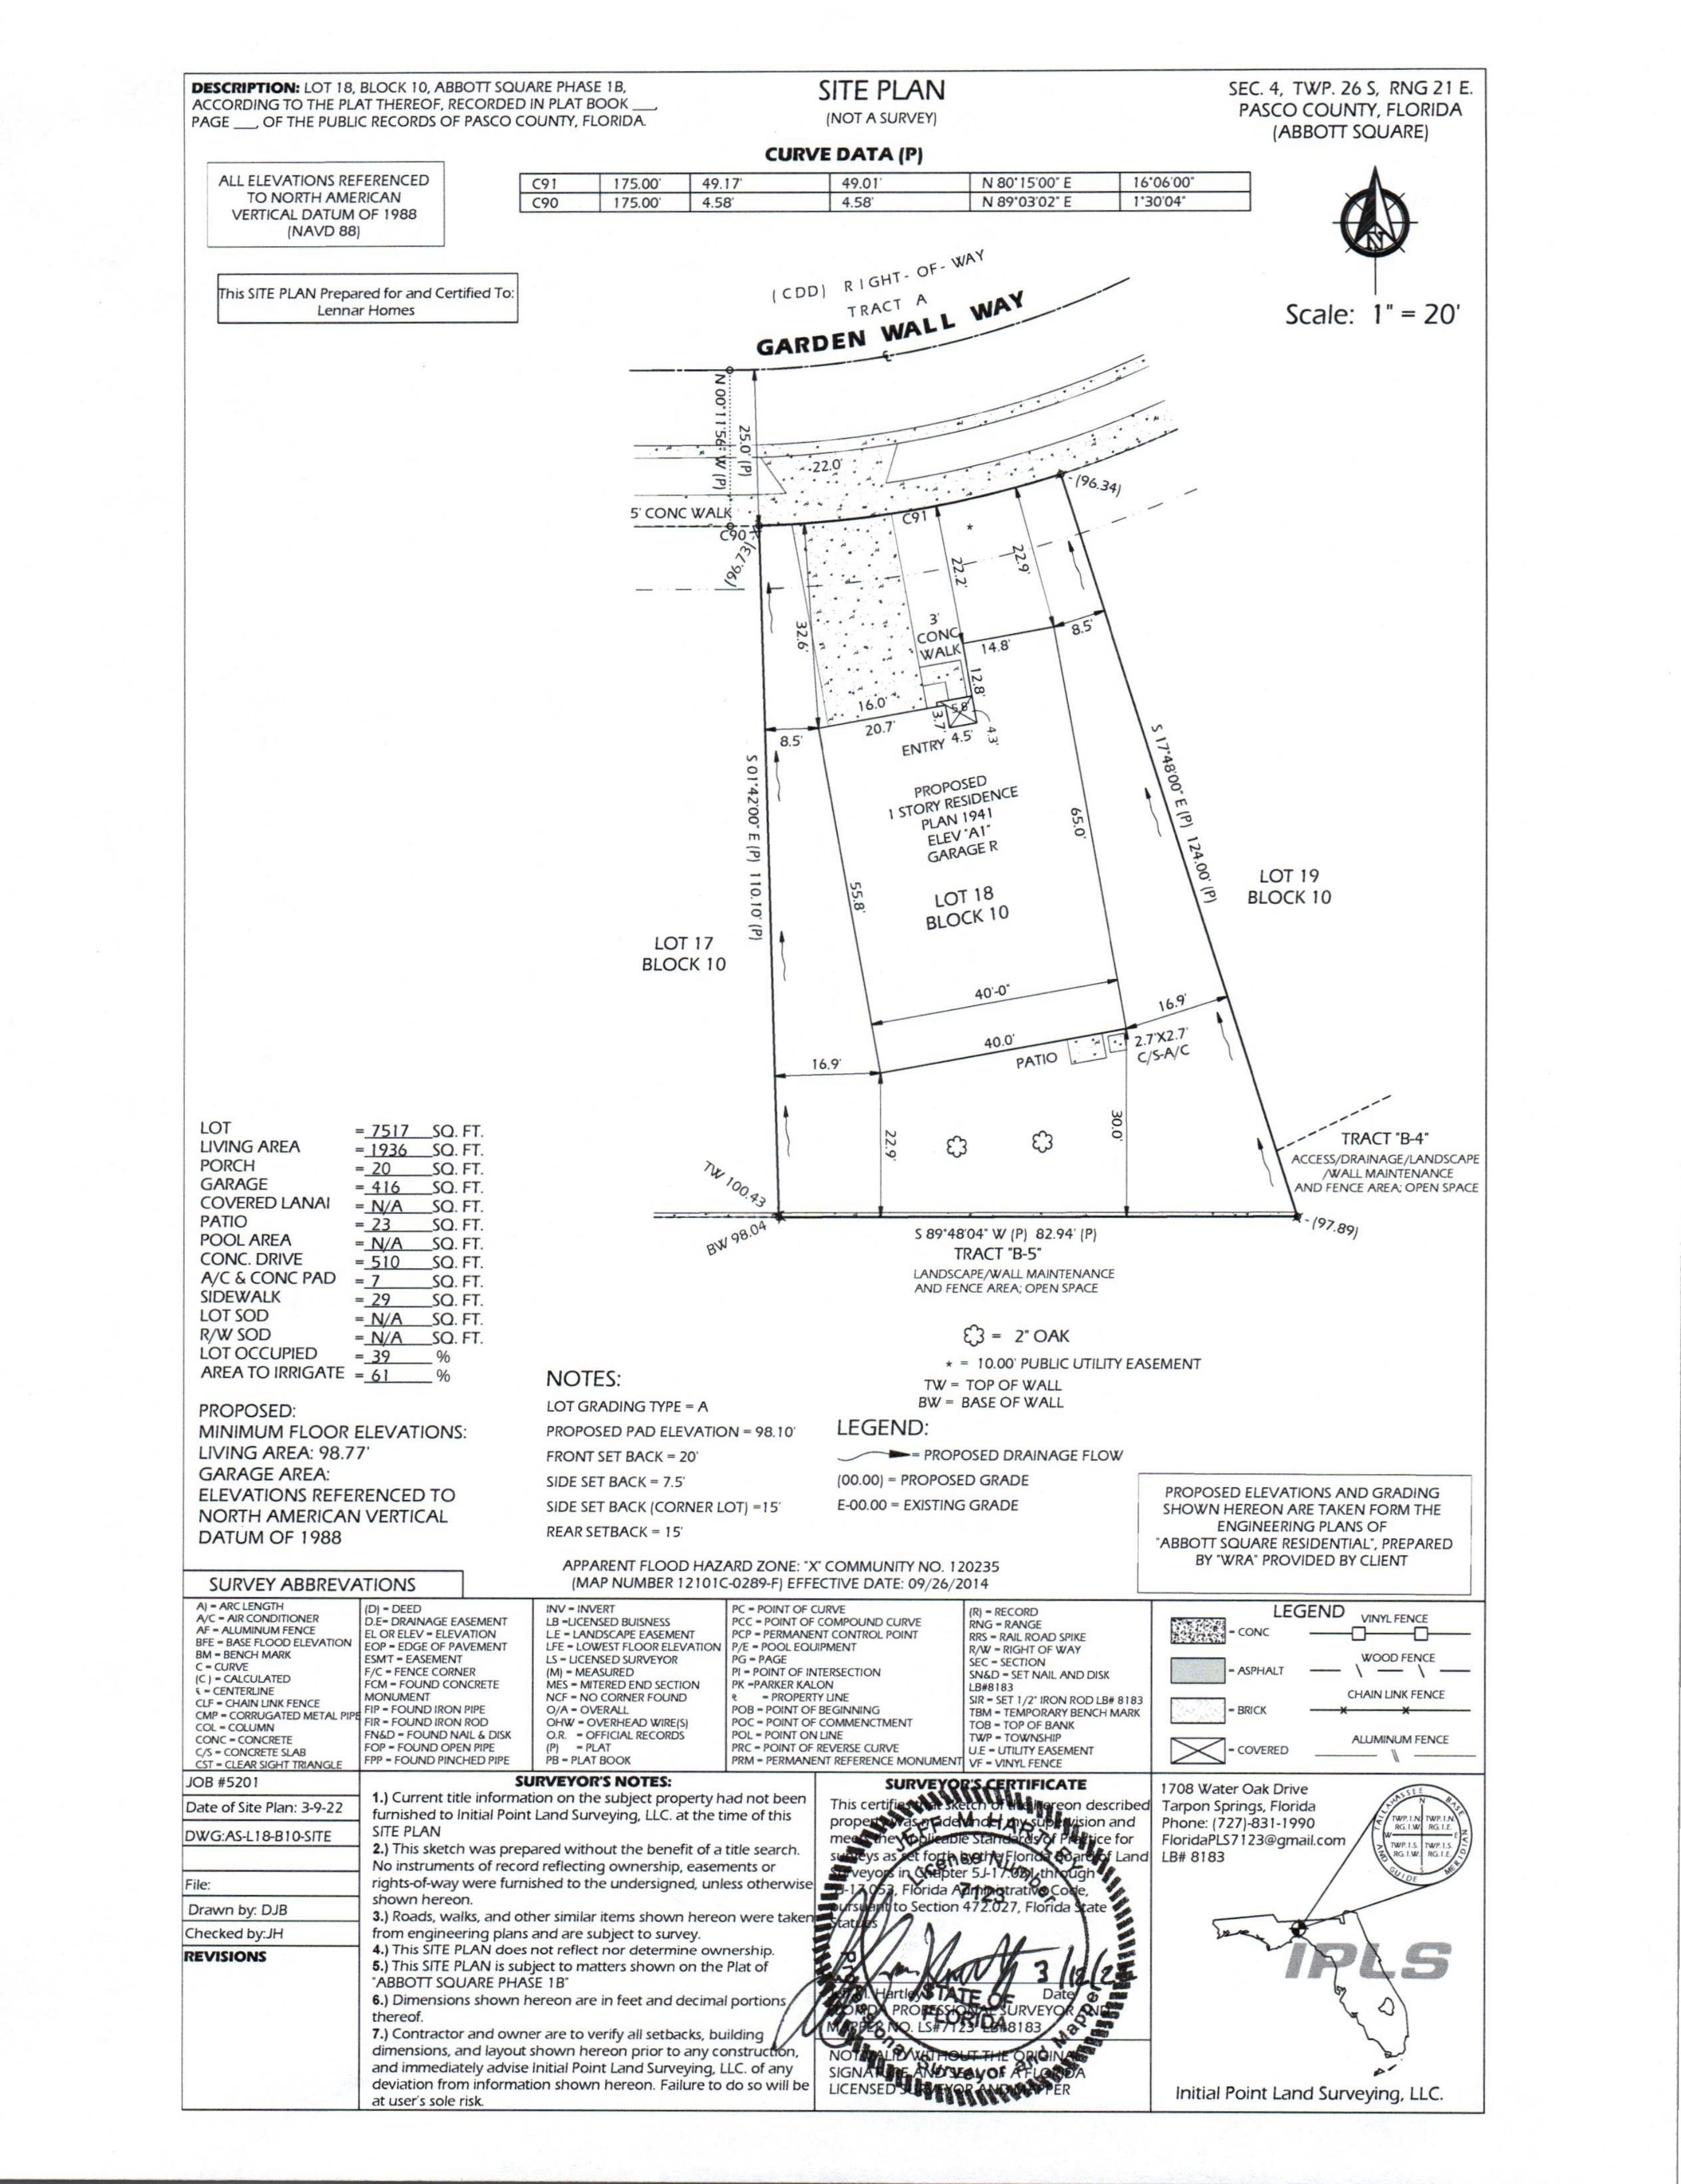 DESCRIPTION: LOT 18, BLOCK 10, ABBOTT SQUARE PHASE 1B,
ACCORDING TO THE PLAT THEREOF, RECORDED IN PLAT BOOK ___,
PAGE ___, OF THE PUBLIC RECORDS OF PASCO COUNTY, FLORIDA.
SITE PLAN
(NOT A SURVEY)
SEC. 4, TWP. 26 S, RNG 21 E.
PASCO COUNTY, FLORIDA
(ABBOTT SQUARE)
CURVE DATA (P)
C91 175.00' 49.17' 49.01' N 80°15'00" E 16°06'00"
C90 175.00' 4.58' 4.58' N 89°03'02" E 1°30'04"
ALL ELEVATIONS REFERENCED
TO NORTH AMERICAN
VERTICAL DATUM OF 1988
(NAVD 88)
This SITE PLAN Prepared for and Certified To:
Lennar Homes
N
Scale: 1" = 20'
(CDD) RIGHT-OF-WAY
TRACT A
GARDEN WALL WAY
N 00°11'56" W (P)
25.0' (P)
22.0'
(96.34)
5' CONC WALK
C90
C91
*
(96.73)
22.2'
22.9'
32.6'
3'
CONC
WALK
14.8'
8.5'
12.8'
16.0'
20.7'
3.7'
5.8'
4.3'
8.5'
ENTRY 4.5'
S 01°42'00" E (P) 110.10' (P)
S 17°48'00" E (P) 124.00' (P)
PROPOSED
1 STORY RESIDENCE
PLAN 1941
ELEV "A1"
GARAGE R
65.0'
55.8'
LOT 18
BLOCK 10
LOT 19
BLOCK 10
LOT 17
BLOCK 10
40'-0"
16.9'
40.0'
PATIO
2.7'X2.7'
C/S-A/C
16.9'
22.9'
30.0'
TRACT "B-4"
ACCESS/DRAINAGE/LANDSCAPE
/WALL MAINTENANCE
AND FENCE AREA; OPEN SPACE
TW 100.43
BW 98.04
(97.89)
S 89°48'04" W (P) 82.94' (P)
TRACT "B-5"
LANDSCAPE/WALL MAINTENANCE
AND FENCE AREA; OPEN SPACE
LOT = 7517 SQ. FT.
LIVING AREA = 1936 SQ. FT.
PORCH = 20 SQ. FT.
GARAGE = 416 SQ. FT.
COVERED LANAI = N/A SQ. FT.
PATIO = 23 SQ. FT.
POOL AREA = N/A SQ. FT.
CONC. DRIVE = 510 SQ. FT.
A/C & CONC PAD = 7 SQ. FT.
SIDEWALK = 29 SQ. FT.
LOT SOD = N/A SQ. FT.
R/W SOD = N/A SQ. FT.
LOT OCCUPIED = 39 %
AREA TO IRRIGATE = 61 %
= 2" OAK
* = 10.00' PUBLIC UTILITY EASEMENT
TW = TOP OF WALL
BW = BASE OF WALL
PROPOSED:
MINIMUM FLOOR ELEVATIONS:
LIVING AREA: 98.77'
GARAGE AREA:
ELEVATIONS REFERENCED TO
NORTH AMERICAN VERTICAL
DATUM OF 1988
NOTES:
LOT GRADING TYPE = A
PROPOSED PAD ELEVATION = 98.10'
FRONT SET BACK = 20'
SIDE SET BACK = 7.5'
SIDE SET BACK (CORNER LOT) =15'
REAR SETBACK = 15'
LEGEND:
= PROPOSED DRAINAGE FLOW
(00.00) = PROPOSED GRADE
E-00.00 = EXISTING GRADE
PROPOSED ELEVATIONS AND GRADING
SHOWN HEREON ARE TAKEN FORM THE
ENGINEERING PLANS OF
"ABBOTT SQUARE RESIDENTIAL", PREPARED
BY "WRA" PROVIDED BY CLIENT
APPARENT FLOOD HAZARD ZONE: "X" COMMUNITY NO. 120235
(MAP NUMBER 12101C-0289-F) EFFECTIVE DATE: 09/26/2014
SURVEY ABBREVATIONS
A) = ARC LENGTH
A/C = AIR CONDITIONER
AF = ALUMINUM FENCE
BFE = BASE FLOOD ELEVATION
BM = BENCH MARK
C = CURVE
(C) = CALCULATED
℄ = CENTERLINE
CLF = CHAIN LINK FENCE
CMP = CORRUGATED METAL PIPE
COL = COLUMN
CONC = CONCRETE
C/S = CONCRETE SLAB
CST = CLEAR SIGHT TRIANGLE
(D) = DEED
D.E= DRAINAGE EASEMENT
EL OR ELEV = ELEVATION
EOP = EDGE OF PAVEMENT
ESMT = EASEMENT
F/C = FENCE CORNER
FCM = FOUND CONCRETE
MONUMENT
FIP = FOUND IRON PIPE
FIR = FOUND IRON ROD
FN&D = FOUND NAIL & DISK
FOP = FOUND OPEN PIPE
FPP = FOUND PINCHED PIPE
INV = INVERT
LB =LICENSED BUISNESS
L.E = LANDSCAPE EASEMENT
LFE = LOWEST FLOOR ELEVATION
LS = LICENSED SURVEYOR
(M) = MEASURED
MES = MITERED END SECTION
NCF = NO CORNER FOUND
O/A = OVERALL
OHW = OVERHEAD WIRE(S)
O.R. = OFFICIAL RECORDS
(P) = PLAT
PB = PLAT BOOK
PC = POINT OF CURVE
PCC = POINT OF COMPOUND CURVE
PCP = PERMANENT CONTROL POINT
P/E = POOL EQUIPMENT
PG = PAGE
PI = POINT OF INTERSECTION
PK =PARKER KALON
= PROPERTY LINE
POB = POINT OF BEGINNING
POC = POINT OF COMMENCTMENT
POL = POINT ON LINE
PRC = POINT OF REVERSE CURVE
PRM = PERMANENT REFERENCE MONUMENT
(R) = RECORD
RNG = RANGE
RRS = RAIL ROAD SPIKE
R/W = RIGHT OF WAY
SEC = SECTION
SN&D = SET NAIL AND DISK
LB#8183
SIR = SET 1/2" IRON ROD LB# 8183
TBM = TEMPORARY BENCH MARK
TOB = TOP OF BANK
TWP = TOWNSHIP
U.E = UTILITY EASEMENT
VF = VINYL FENCE
LEGEND
= CONC
= ASPHALT
= BRICK
= COVERED
VINYL FENCE
WOOD FENCE
CHAIN LINK FENCE
ALUMINUM FENCE
JOB #5201
Date of Site Plan: 3-9-22
DWG:AS-L18-B10-SITE
File:
Drawn by: DJB
Checked by:JH
REVISIONS
SURVEYOR'S NOTES:
1.) Current title information on the subject property had not been
furnished to Initial Point Land Surveying, LLC. at the time of this
SITE PLAN
2.) This sketch was prepared without the benefit of a title search.
No instruments of record reflecting ownership, easements or
rights-of-way were furnished to the undersigned, unless otherwise
shown hereon.
3.) Roads, walks, and other similar items shown hereon were taken
from engineering plans and are subject to survey.
4.) This SITE PLAN does not reflect nor determine ownership.
5.) This SITE PLAN is subject to matters shown on the Plat of
"ABBOTT SQUARE PHASE 1B"
6.) Dimensions shown hereon are in feet and decimal portions
thereof.
7.) Contractor and owner are to verify all setbacks, building
dimensions, and layout shown hereon prior to any construction,
and immediately advise Initial Point Land Surveying, LLC. of any
deviation from information shown hereon. Failure to do so will be
at user's sole risk.
SURVEYOR'S CERTIFICATE
This certifies that sketch of the hereon described
property was made under my supervision and
meets the Applicable Standards of Practice for
surveys as set forth by the Florida Board of Land
Surveyors in Chapter 5J-17.051 through
5J-17.053, Florida Administrative Code,
pursuant to Section 472.027, Florida State
Statues
Hartley Date
FLORIDA PROFESSIONAL SURVEYOR AND
MAPPER NO. LS#7123 LB#8183
NOT VALID WITHOUT THE ORIGINAL
SIGNATURE AND SEAL OF A FLORIDA
LICENSED SURVEYOR AND MAPPER
JEFF M HARTLEY
License Number
7123
STATE OF
FLORIDA
Professional Surveyor and Mapper
1708 Water Oak Drive
Tarpon Springs, Florida
Phone: (727)-831-1990
FloridaPLS7123@gmail.com
LB# 8183
TALLAHASSEE BASE
MERIDIAN AND GUIDE
N
W
E
S
TWP.1.N. TWP.1.N.
RG.1.W. RG.1.E.
TWP.1.S. TWP.1.S.
RG.1.W. RG.1.E.
IPLS
Initial Point Land Surveying, LLC.